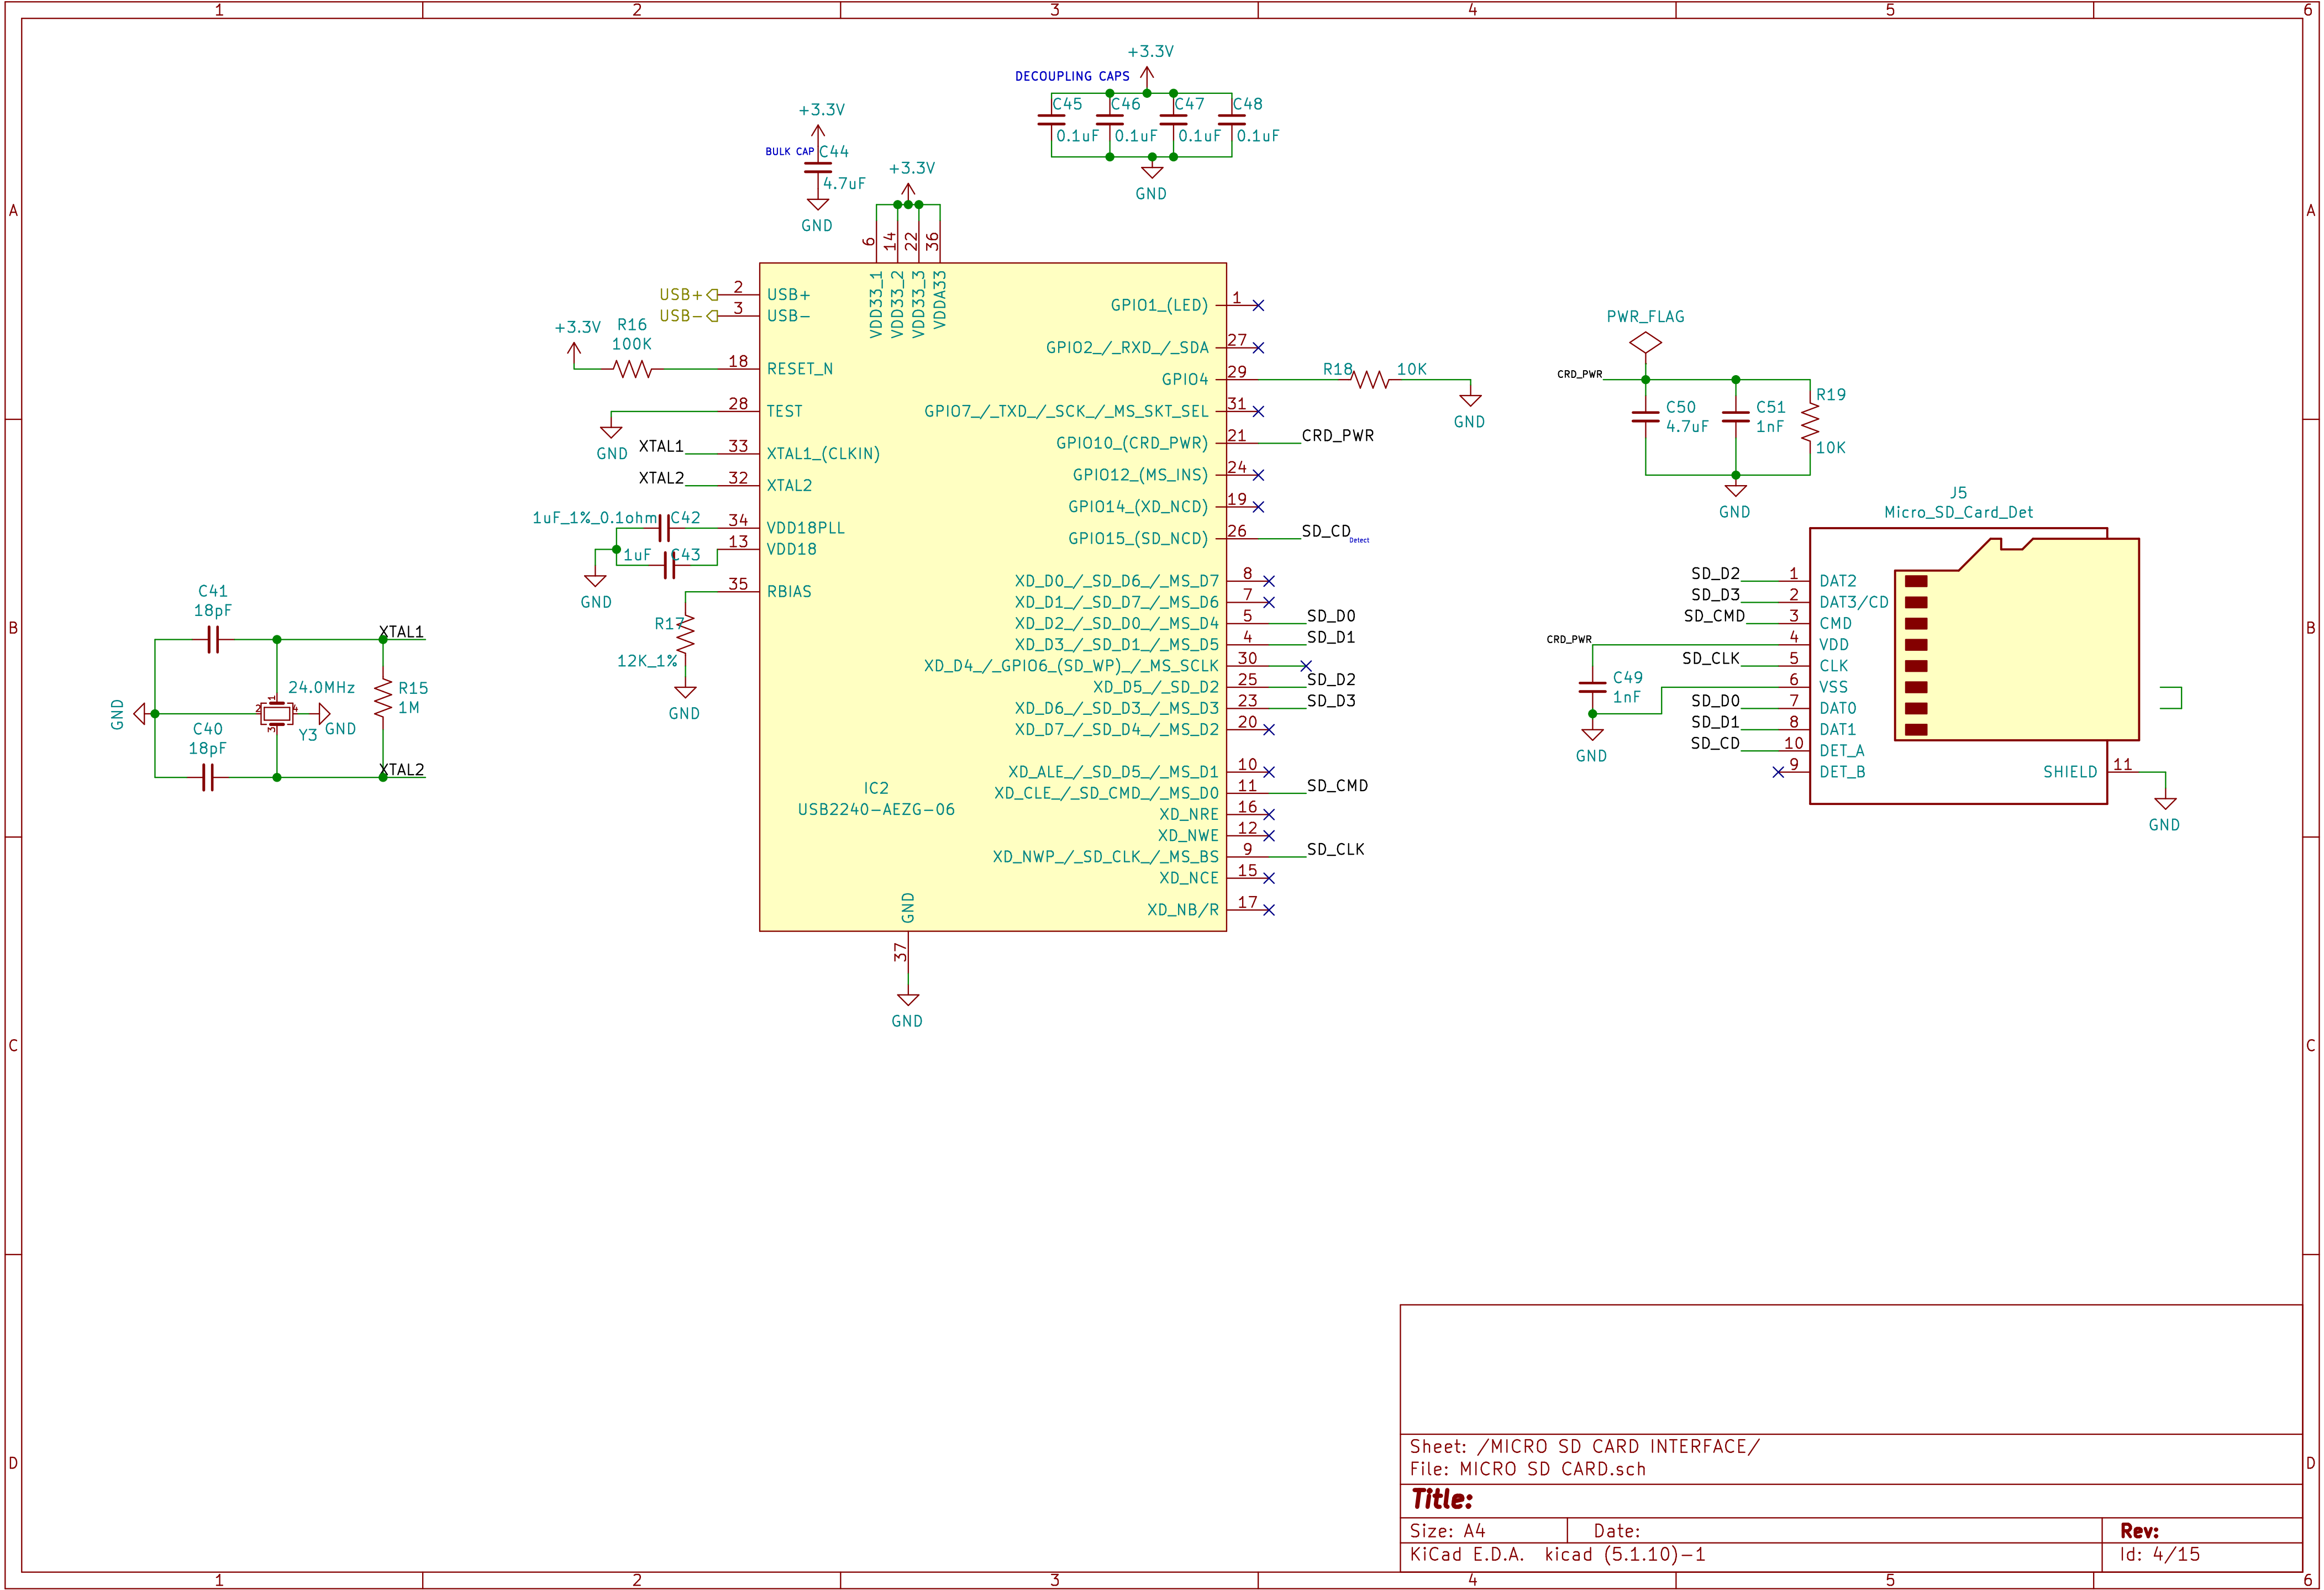 1 2 3 4 5 6
+3.3V
DECOUPLING CAPS
C45 C46 C47 C48
0.1uF 0.1uF 0.1uF 0.1uF
GND
+3.3V
BULK CAP C44
4.7uF
GND
+3.3V
A A
6 14 22 36
VDD33_1 VDD33_2 VDD33_3 VDDA33
USB+ 2 USB+
USB- 3 USB-
+3.3V R16
100K
18 RESET_N
28 TEST
GND
XTAL1 33 XTAL1_(CLKIN)
XTAL2 32 XTAL2
1uF_1%_0.1ohm C42 34 VDD18PLL
1uF C43 13 VDD18
GND
35 RBIAS
R17
12K_1%
GND
GPIO1_(LED) 1
GPIO2_/_RXD_/_SDA 27
GPIO4 29 R18 10K
GND
GPIO7_/_TXD_/_SCK_/_MS_SKT_SEL 31
GPIO10_(CRD_PWR) 21 CRD_PWR
GPIO12_(MS_INS) 24
GPIO14_(XD_NCD) 19
GPIO15_(SD_NCD) 26 SD_CD
Detect
XD_D0_/_SD_D6_/_MS_D7 8
XD_D1_/_SD_D7_/_MS_D6 7
XD_D2_/_SD_D0_/_MS_D4 5 SD_D0
XD_D3_/_SD_D1_/_MS_D5 4 SD_D1
XD_D4_/_GPIO6_(SD_WP)_/_MS_SCLK 30
XD_D5_/_SD_D2 25 SD_D2
XD_D6_/_SD_D3_/_MS_D3 23 SD_D3
XD_D7_/_SD_D4_/_MS_D2 20
XD_ALE_/_SD_D5_/_MS_D1 10
XD_CLE_/_SD_CMD_/_MS_D0 11 SD_CMD
XD_NRE 16
XD_NWE 12
XD_NWP_/_SD_CLK_/_MS_BS 9 SD_CLK
XD_NCE 15
XD_NB/R 17
IC2
USB2240-AEZG-06
GND
37
GND
PWR_FLAG
CRD_PWR
C50
4.7uF
C51
1nF
R19
10K
GND
J5
Micro_SD_Card_Det
SD_D2 1 DAT2
SD_D3 2 DAT3/CD
SD_CMD 3 CMD
CRD_PWR 4 VDD
SD_CLK 5 CLK
6 VSS
SD_D0 7 DAT0
SD_D1 8 DAT1
SD_CD 10 DET_A
9 DET_B
C49
1nF
GND
SHIELD 11
GND
B B
C41
18pF
XTAL1
24.0MHz
1 2 3 4
Y3
GND
GND
R15
1M
C40
18pF
XTAL2
C C
D D
Sheet: /MICRO SD CARD INTERFACE/
File: MICRO SD CARD.sch
Title:
Size: A4 Date: Rev:
KiCad E.D.A. kicad (5.1.10)-1 Id: 4/15
1 2 3 4 5 6